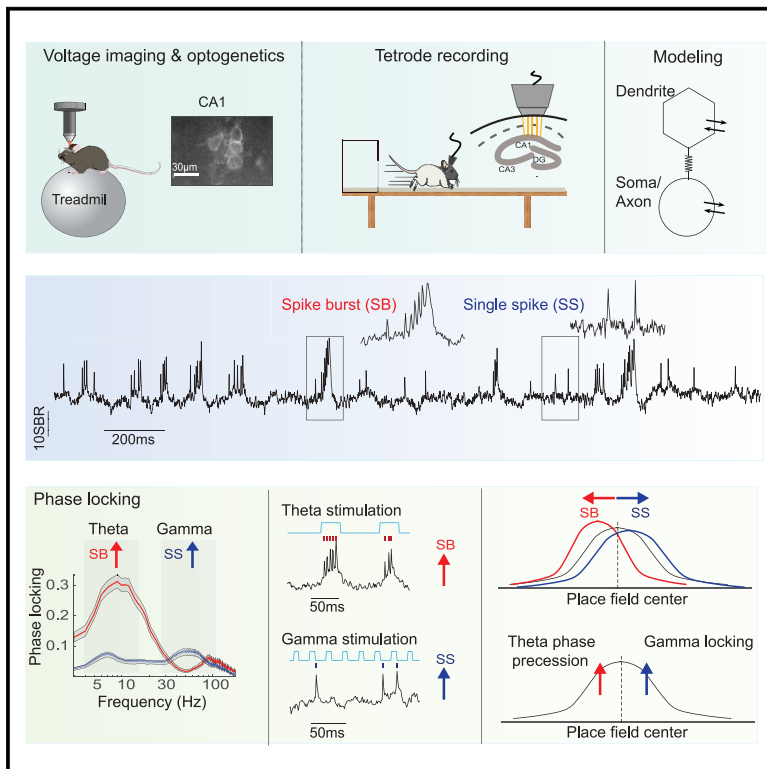 Voltage imaging & optogenetics
Tetrode recording
Modeling
CA1
30µm
Treadmil
CA1
DG
CA3
Dendrite
Soma/
Axon
Spike burst (SB)
Single spike (SS)
10SBR
200ms
Phase locking
Theta
Gamma
SB
SS
0.3
0.2
0.1
Phase locking
5
10
30
100
Frequency (Hz)
Theta stimulation
SB
50ms
Gamma stimulation
SS
50ms
SB
SS
Place field center
Theta phase
precession
Gamma locking
Place field center